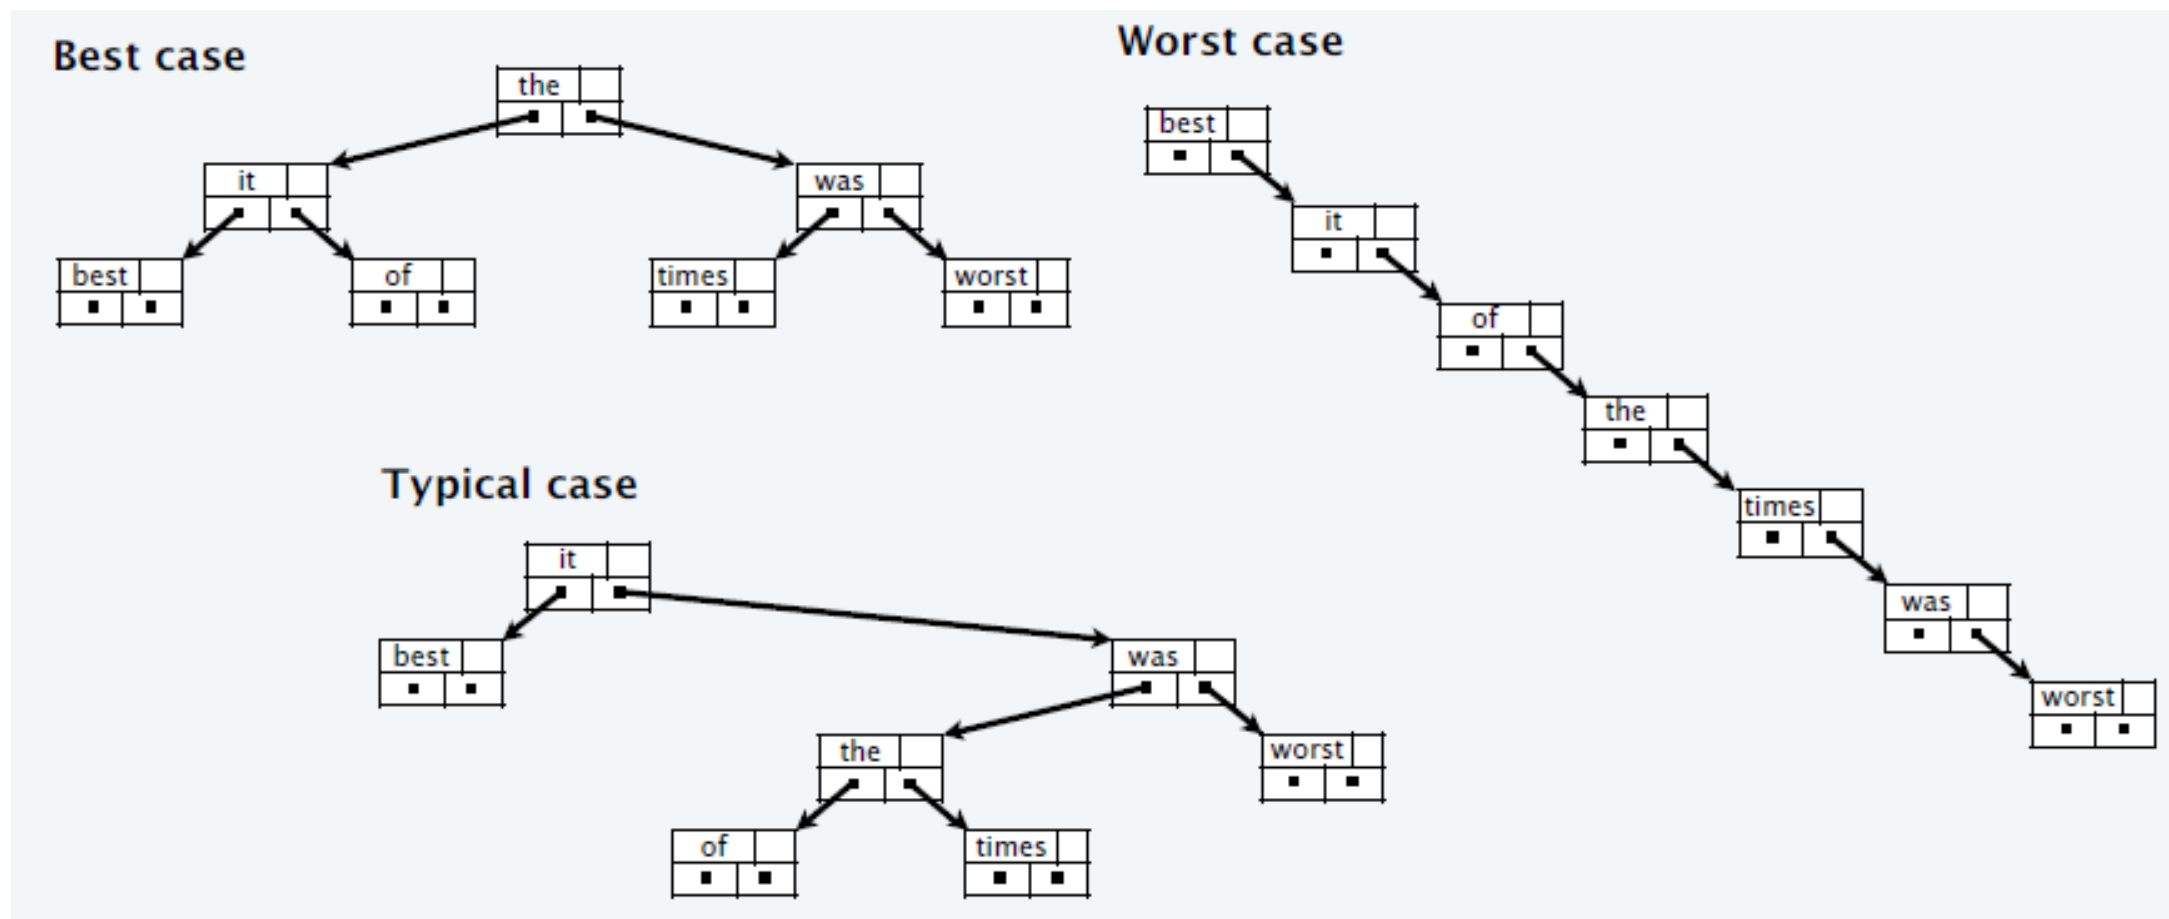 Best case
the
it
was
best
of
times
worst
Worst case
best
it
of
the
times
was
worst
Typical case
it
best
was
the
worst
of
times